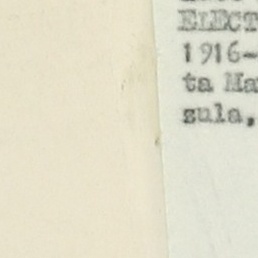 ELECT
1916-
ta Ma
sula,